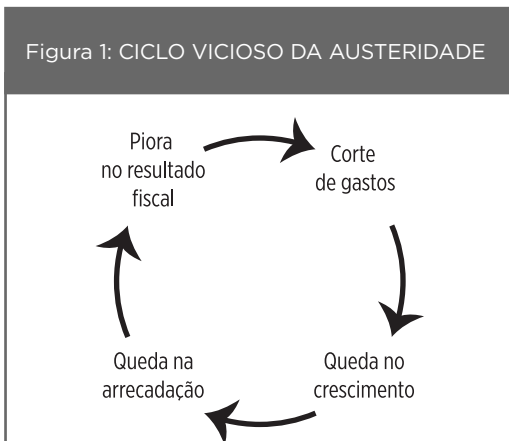 Figura 1: CICLO VICIOSO DA AUSTERIDADE
Piora
no resultado
fiscal
Corte
de gastos
Queda no
crescimento
Queda na
arrecadação